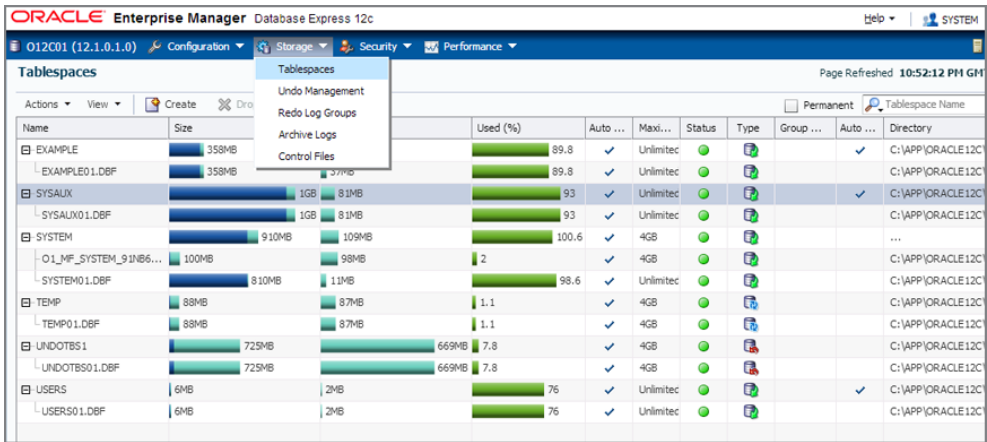 ORACLE Enterprise Manager Database Express 12c Help SYSTEM
O12C01 (12.1.0.1.0) Configuration Storage Security Performance
Tablespaces Page Refreshed 10:52:12 PM GMT
Tablespaces
Undo Management
Redo Log Groups
Archive Logs
Control Files
Actions View Create Dro Permanent Tablespace Name
Name Size Used (%) Auto ... Maxi... Status Type Group ... Auto ... Directory
EXAMPLE 358MB 89.8 Unlimitec C:\APP\ORACLE12C\
EXAMPLE01.DBF 358MB 37MB 89.8 Unlimitec C:\APP\ORACLE12C\
SYSAUX 1GB 81MB 93 Unlimitec C:\APP\ORACLE12C\
SYSAUX01.DBF 1GB 81MB 93 Unlimitec C:\APP\ORACLE12C\
SYSTEM 910MB 109MB 100.6 4GB ...
O1_MF_SYSTEM_91NB6... 100MB 98MB 2 4GB C:\APP\ORACLE12C\
SYSTEM01.DBF 810MB 11MB 98.6 4GB C:\APP\ORACLE12C\
TEMP 88MB 87MB 1.1 4GB C:\APP\ORACLE12C\
TEMP01.DBF 88MB 87MB 1.1 4GB C:\APP\ORACLE12C\
UNDOTBS1 725MB 669MB 7.8 4GB C:\APP\ORACLE12C\
UNDOTBS01.DBF 725MB 669MB 7.8 4GB C:\APP\ORACLE12C\
USERS 6MB 2MB 76 Unlimitec C:\APP\ORACLE12C\
USERS01.DBF 6MB 2MB 76 Unlimitec C:\APP\ORACLE12C\